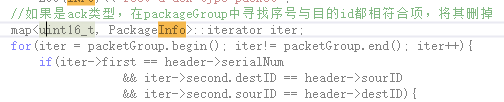 //如果是ack类型，在packageGroup中寻找序号与目的id都相符合项，将其删掉
map<uint16_t, PackageInfo>::iterator iter;
for(iter = packetGroup.begin(); iter!= packetGroup.end(); iter++){
if(iter->first == header->serialNum
&& iter->second.destID == header->sourID
&& iter->second.sourID == header->destID){